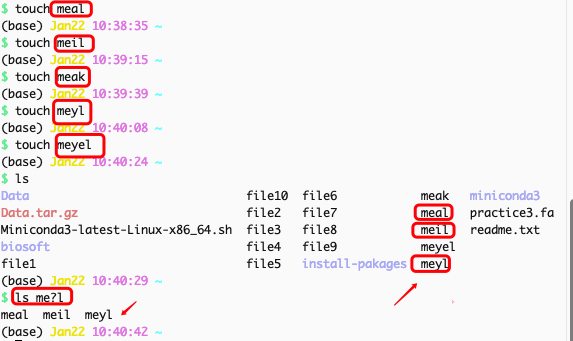 $ touch meal
(base) Jan22 10:38:35 ~
$ touch meil
(base) Jan22 10:39:15 ~
$ touch meak
(base) Jan22 10:39:39 ~
$ touch meyl
(base) Jan22 10:40:08 ~
$ touch meyel
(base) Jan22 10:40:24 ~
$ ls
Data file10 file6 meak miniconda3
Data.tar.gz file2 file7 meal practice3.fa
Miniconda3-latest-Linux-x86_64.sh file3 file8 meil readme.txt
biosoft file4 file9 meyel
file1 file5 install-pakages meyl
(base) Jan22 10:40:29 ~
$ ls me?l
meal meil meyl
(base) Jan22 10:40:42 ~